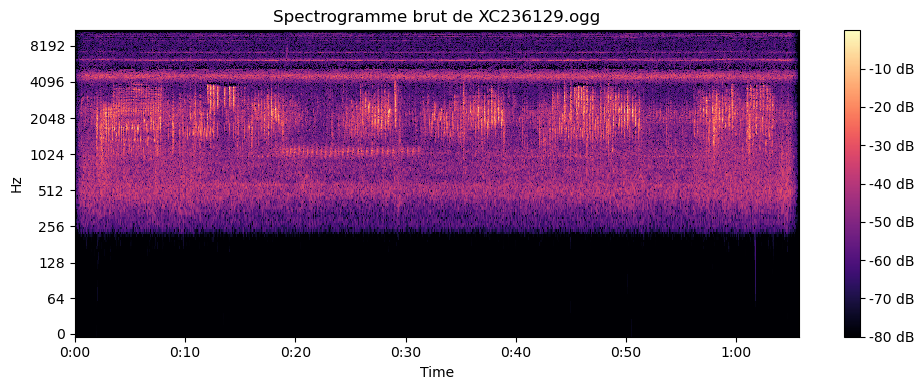 Spectrogramme brut de XC236129.ogg
8192
4096
2048
1024
512
256
128
64
0
Hz
0:00 0:10 0:20 0:30 0:40 0:50 1:00
Time
-10 dB
-20 dB
-30 dB
-40 dB
-50 dB
-60 dB
-70 dB
-80 dB